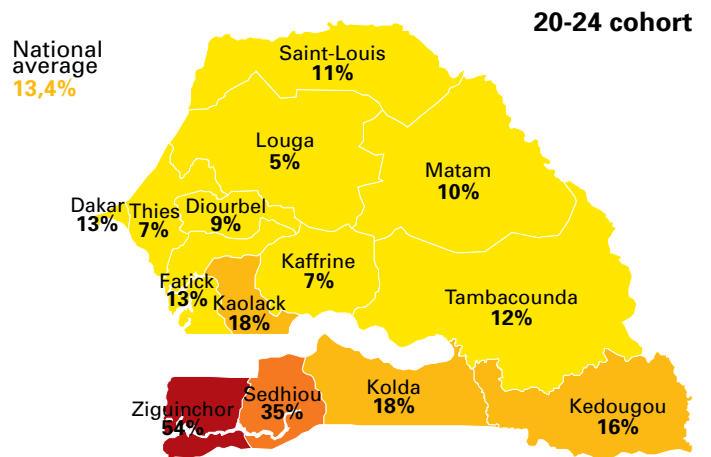 20-24 cohort
National
average
13,4%
Saint-Louis
11%
Louga
5%
Matam
10%
Dakar
13%
Thies
7%
Diourbel
9%
Kaffrine
7%
Fatick
13%
Kaolack
18%
Tambacounda
12%
Ziguinchor
54%
Sedhiou
35%
Kolda
18%
Kedougou
16%